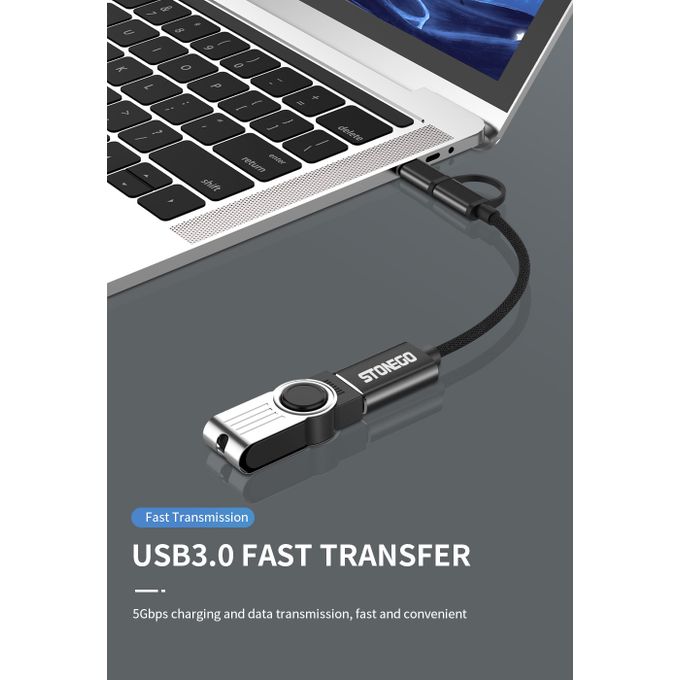 delete
enter
return
shift
STONEGO
Fast Transmission
USB3.0 FAST TRANSFER
5Gbps charging and data transmission, fast and convenient